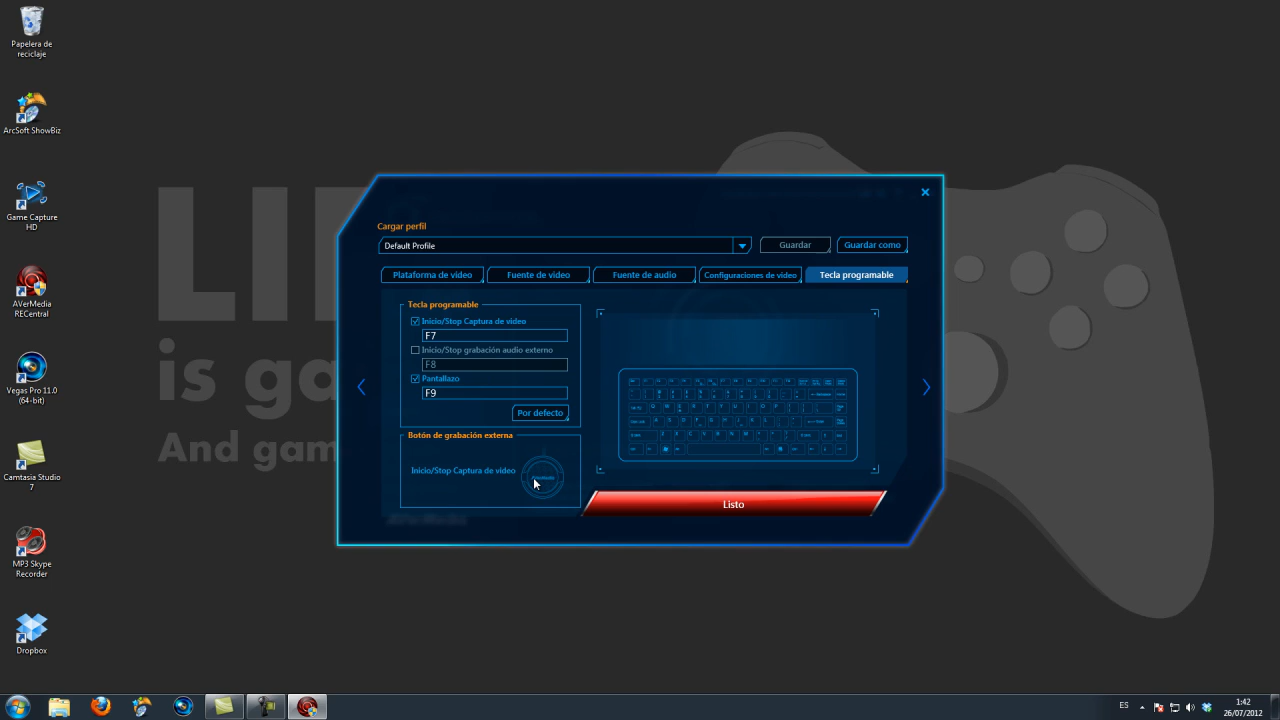 Papelera de
reciclaje
ArcSoft ShowBiz
Game Capture
HD
AVerMedia
RECentral
Vegas Pro 11.0
(64-bit)
Camtasia Studio
7
MP3 Skype
Recorder
Dropbox
is ga
And gam
Cargar perfil
Default Profile
Guardar
Guardar como
Plataforma de video
Fuente de video
Fuente de audio
Configuraciones de video
Tecla programable
Tecla programable
Inicio/Stop Captura de video
F7
Inicio/Stop grabación audio externo
F8
Pantallazo
F9
Por defecto
Botón de grabación externa
Inicio/Stop Captura de video
Listo
ES
1:42
26/07/2012